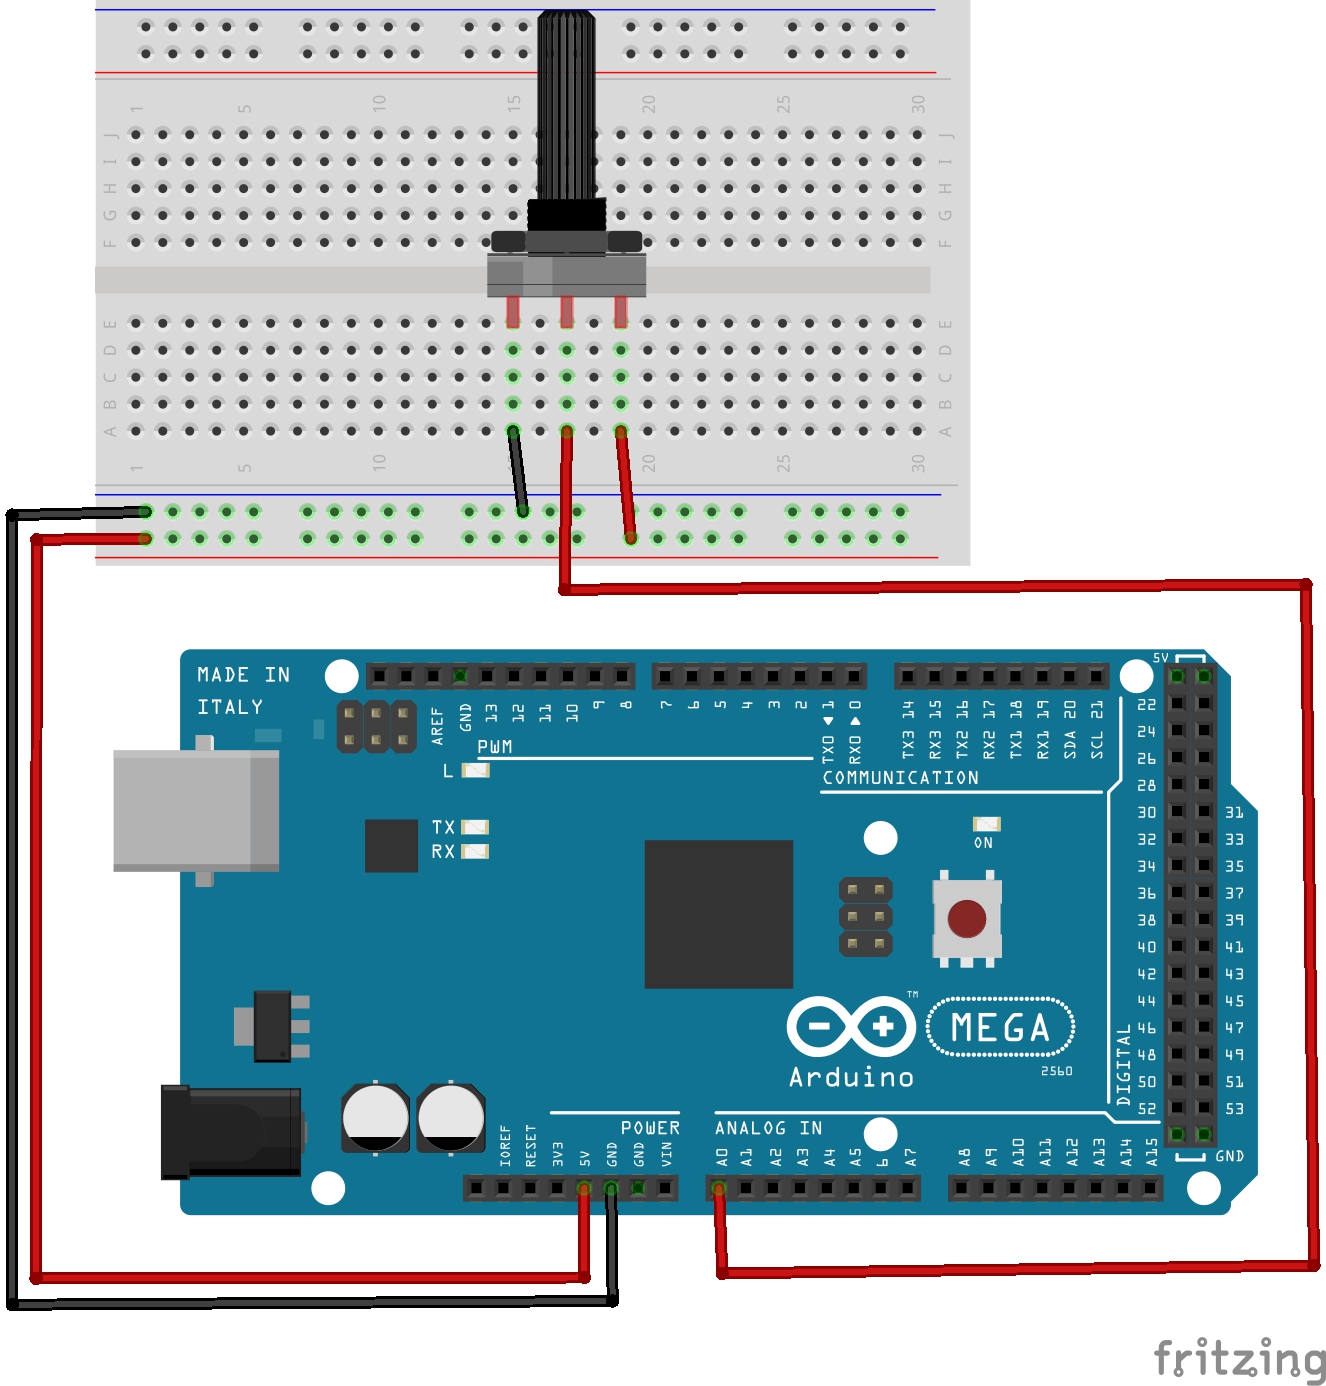 1 5 10 15 20 25 30
J J
I I
H H
G G
F F
E E
D D
C C
B B
A A
1 5 10 20 25 30
MADE IN
ITALY
AREF GND 13 12 11 10 9 8 7 6 5 4 3 2 TX0 1 RX0 0 TX3 14 RX3 15 TX2 16 RX2 17 TX1 18 RX1 19 SDA 20 SCL 21
5V
PWM
COMMUNICATION
L
TX
RX
ON
22
24
26
28
30 31
32 33
34 35
36 37
38 39
40 41
42 43
44 45
46 47
48 49
50 51
52 53
DIGITAL
GND
TM
MEGA
2560
Arduino
POWER
ANALOG IN
IOREF RESET 3V3 5V GND GND VIN A0 A1 A2 A3 A4 A5 6 A7 A8 A9 A10 A11 A12 A13 A14 A15
fritzing